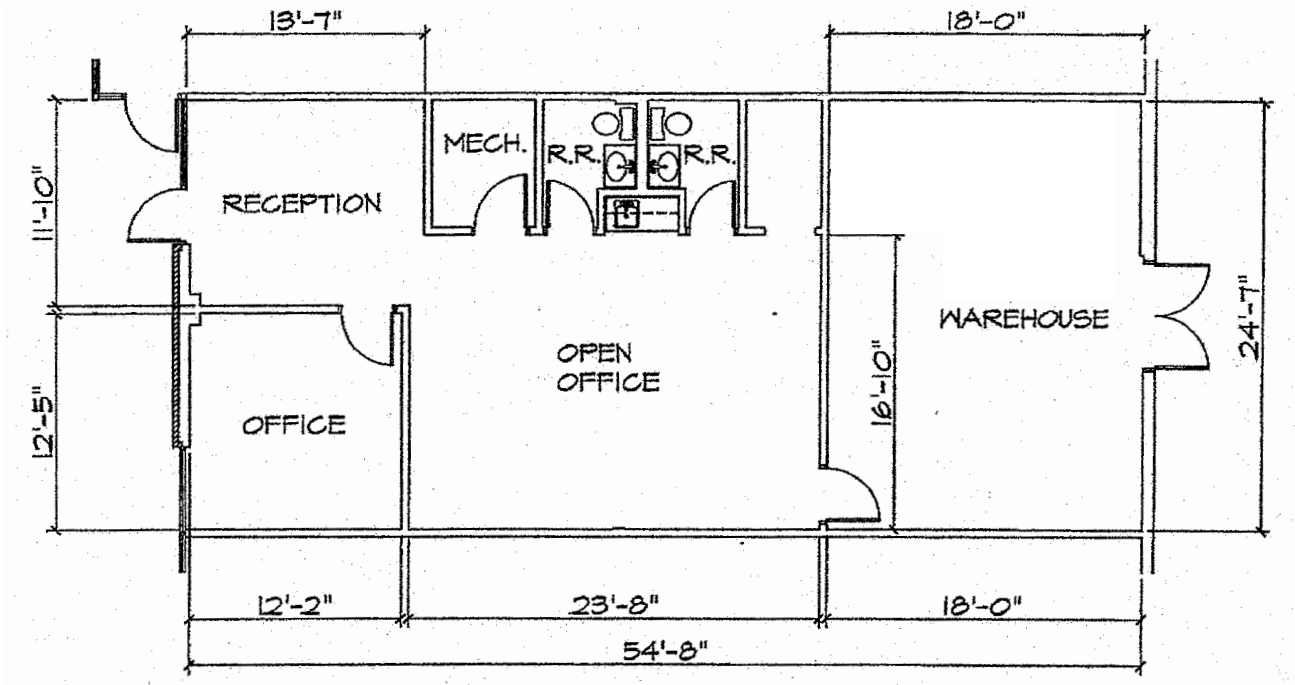 13'-7"
18'-0"
MECH.
R.R.
R.R.
RECEPTION
11'-10"
WAREHOUSE
24'-7"
OPEN
OFFICE
16'-10"
OFFICE
12'-5"
12'-2"
23'-8"
18'-0"
54'-8"